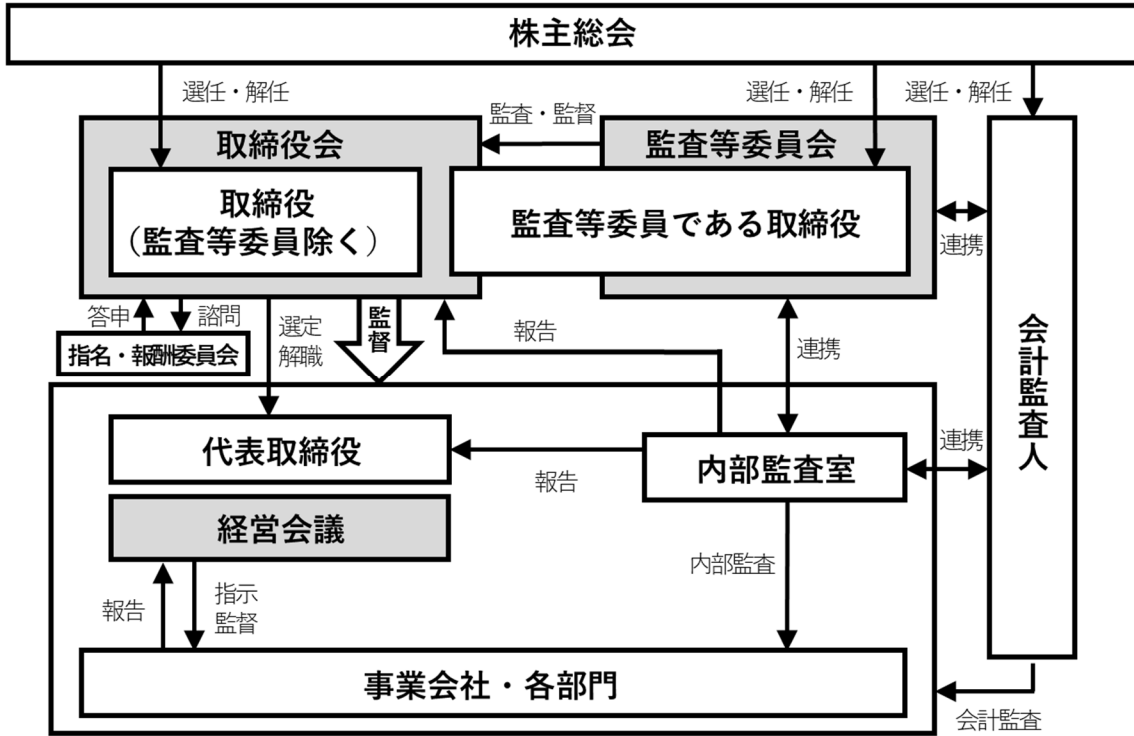 株主総会
選任・解任
選任・解任
選任・解任
監査・監督
取締役会
監査等委員会
取締役
（監査等委員除く）
監査等委員である取締役
連携
答申
諮問
選定
解職
監督
報告
連携
指名・報酬委員会
会計監査人
代表取締役
報告
内部監査室
連携
経営会議
内部監査
報告
指示
監督
事業会社・各部門
会計監査